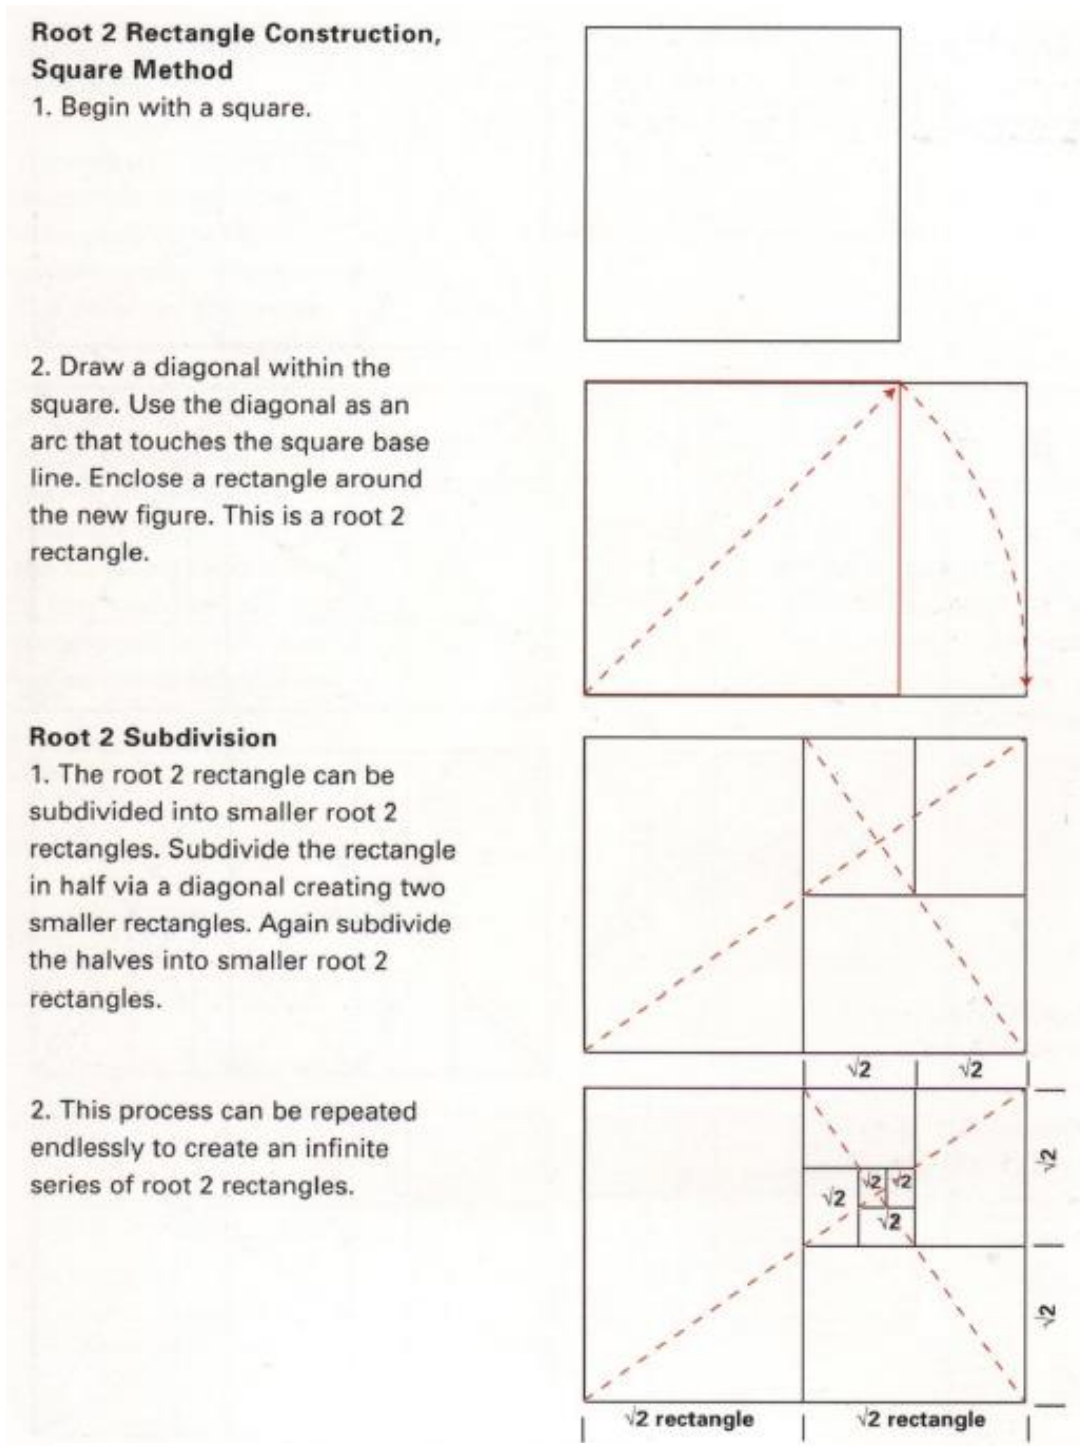 Root 2 Rectangle Construction,
Square Method
1. Begin with a square.
2. Draw a diagonal within the
square. Use the diagonal as an
arc that touches the square base
line. Enclose a rectangle around
the new figure. This is a root 2
rectangle.
Root 2 Subdivision
1. The root 2 rectangle can be
subdivided into smaller root 2
rectangles. Subdivide the rectangle
in half via a diagonal creating two
smaller rectangles. Again subdivide
the halves into smaller root 2
rectangles.
√2 √2
2. This process can be repeated
endlessly to create an infinite
series of root 2 rectangles.
√2
√2 √2
√2
√2
√2
√2 rectangle √2 rectangle